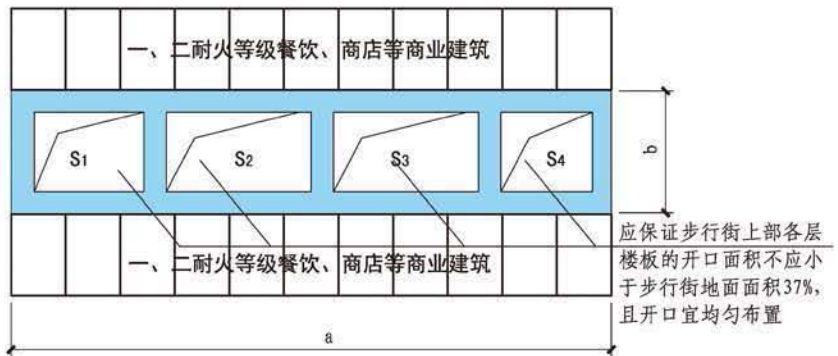 一、二耐火等级餐饮、商店等商业建筑
S1
S2
S3
S4
b
一、二耐火等级餐饮、商店等商业建筑
应保证步行街上部各层
楼板的开口面积不应小
于步行街地面面积37%,
且开口宜均匀布置
a